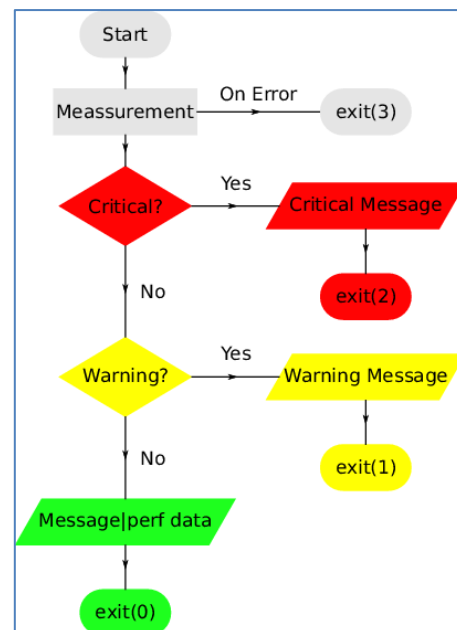 Start
Meassurement
On Error
exit(3)
Critical?
Yes
Critical Message
exit(2)
No
Warning?
Yes
Warning Message
exit(1)
No
Message|perf data
exit(0)